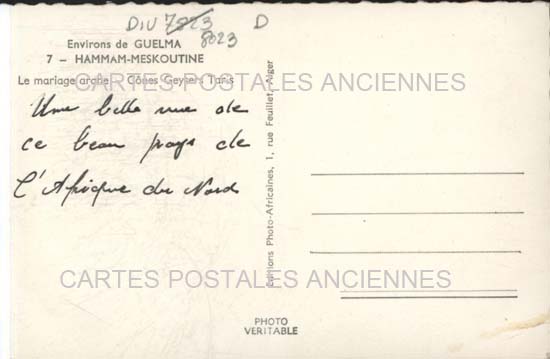 DIV 7823 D
8023
Environs de GUELMA
7 - HAMMAM-MESKOUTINE
Le mariage arabe - Cônes Geysers Taris
CARTES POSTALES ANCIENNES
Une belle vue de
ce beau pays de
l'Afrique du Nord
Editions Photo-Africaines, 1, rue Feuillet, Alger
CARTES POSTALES ANCIENNES
PHOTO
VERITABLE